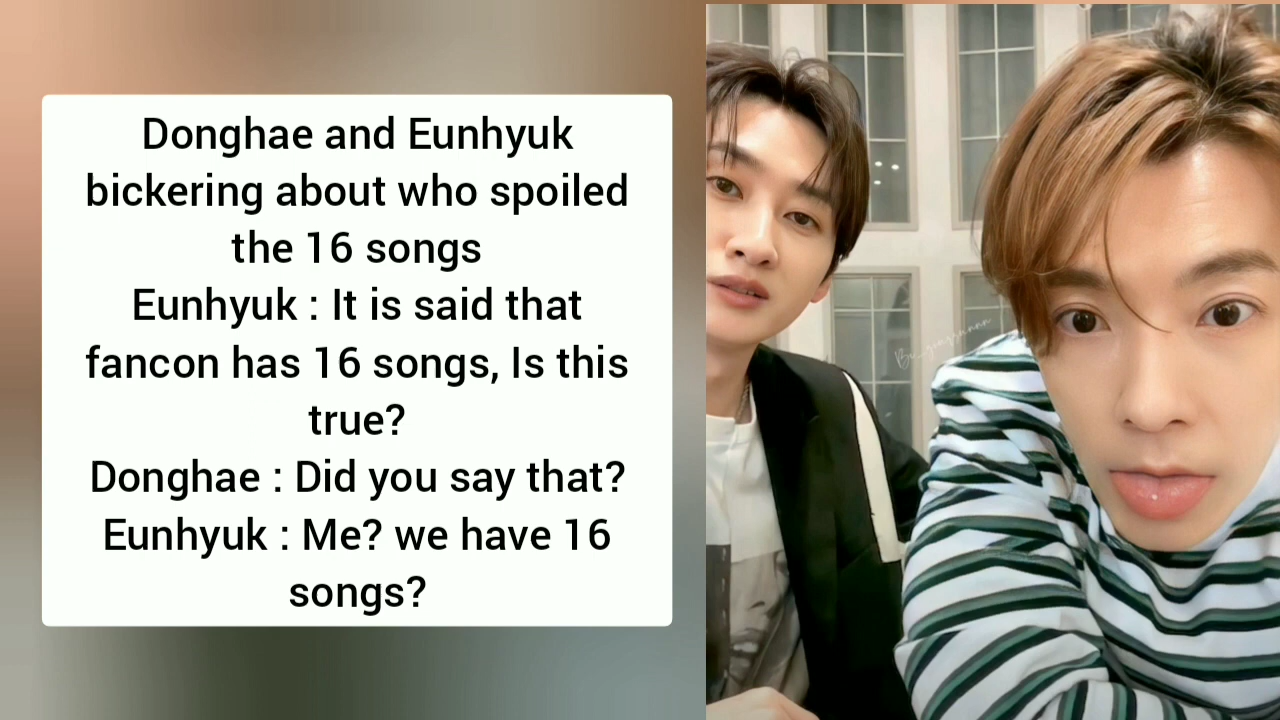 Donghae and Eunhyuk
bickering about who spoiled
the 16 songs
Eunhyuk : It is said that
fancon has 16 songs, Is this
true?
Donghae : Did you say that?
Eunhyuk : Me? we have 16
songs?